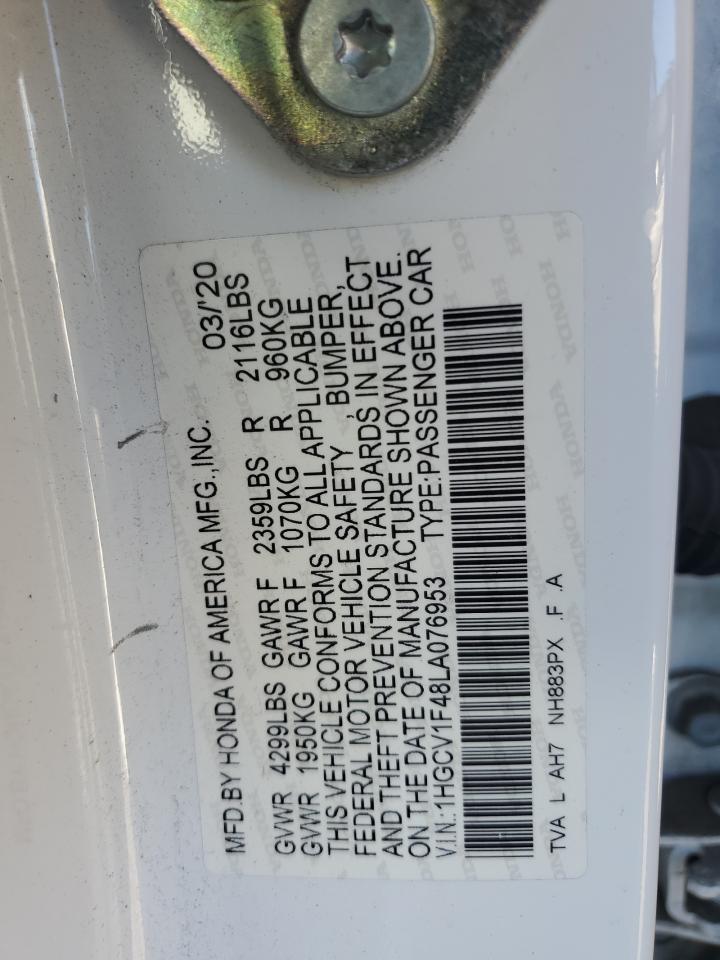 MFD.BY HONDA OF AMERICA MFG.,INC. 03/'20
GVWR 4299LBS GAWR F 2359LBS R 2116LBS
GVWR 1950KG GAWR F 1070KG R 960KG
THIS VEHICLE CONFORMS TO ALL APPLICABLE
FEDERAL MOTOR VEHICLE SAFETY , BUMPER,
AND THEFT PREVENTION STANDARDS IN EFFECT
ON THE DATE OF MANUFACTURE SHOWN ABOVE.
V.I.N.:1HGCV1F48LA076953 TYPE:PASSENGER CAR
TVA L AH7 NH883PX .F .A